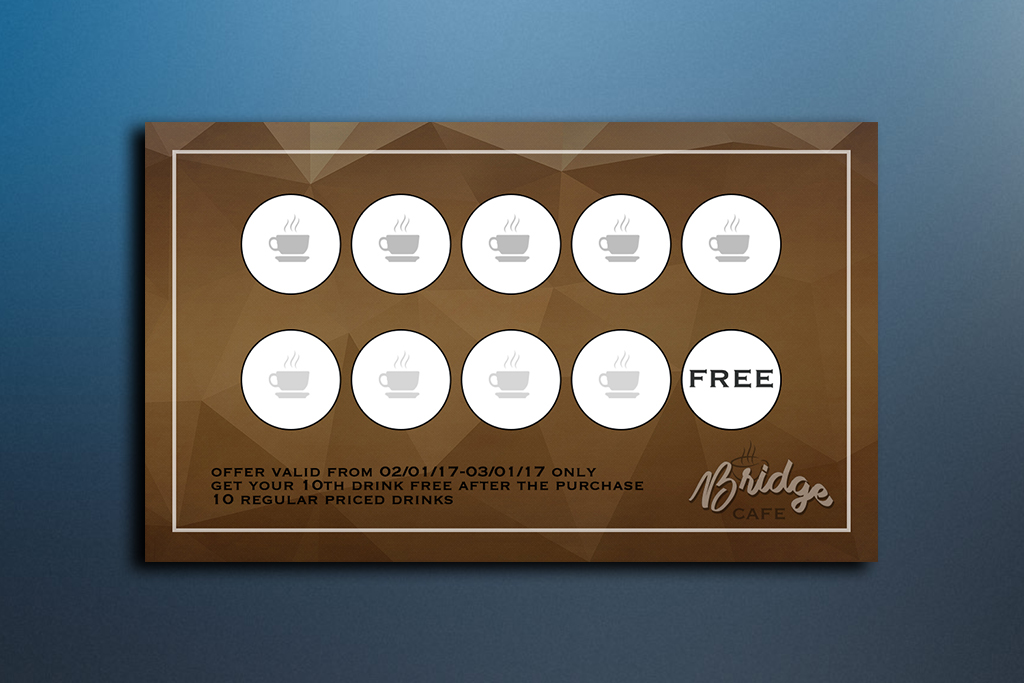 FREE
OFFER VALID FROM 02/01/17-03/01/17 ONLY
GET YOUR 10TH DRINK FREE AFTER THE PURCHASE
10 REGULAR PRICED DRINKS
Bridge
CAFE